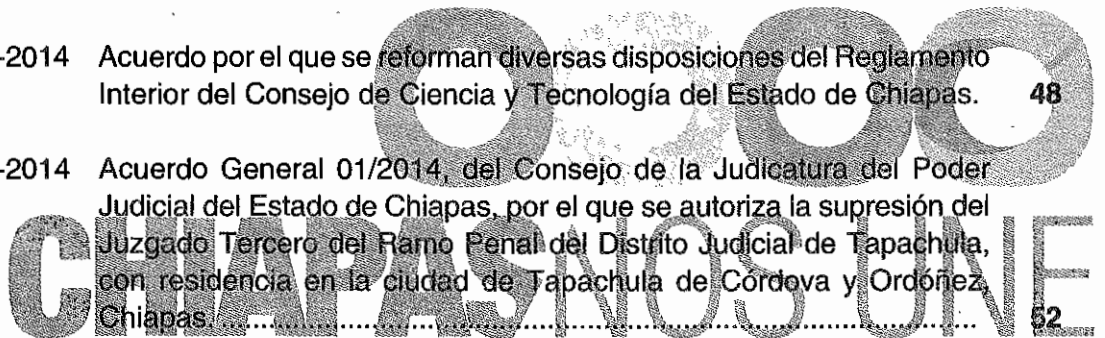 -2014 Acuerdo por el que se reforman diversas disposiciones del Reglamento
Interior del Consejo de Ciencia y Tecnología del Estado de Chiapas. 48
-2014 Acuerdo General 01/2014, del Consejo de la Judicatura del Poder
Judicial del Estado de Chiapas, por el que se autoriza la supresión del
Juzgado Tercero del Ramo Penal del Distrito Judicial de Tapachula,
con residencia en la ciudad de Tapachula de Córdova y Ordóñez,
Chiapas. .......................................................................... 52
CHIAPASNOS UNE